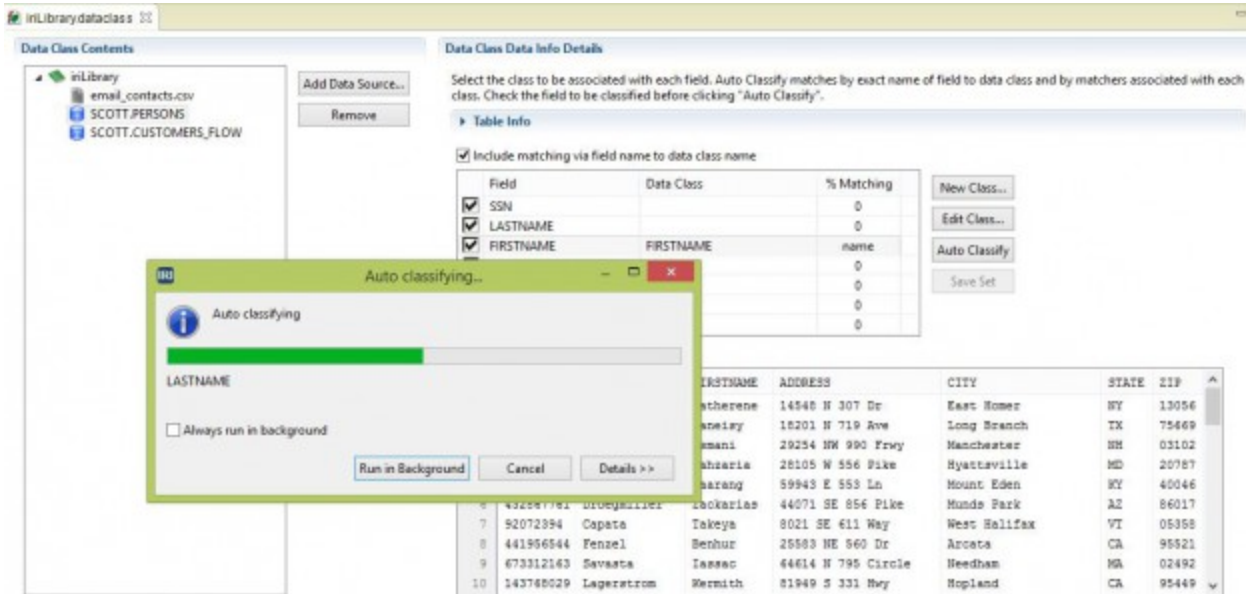 iriLibrary.dataclass
Data Class Contents
iriLibrary
email_contacts.csv
SCOTT.PERSONS
SCOTT.CUSTOMERS_FLOW
Add Data Source...
Remove
Data Class Data Info Details
Select the class to be associated with each field. Auto Classify matches by exact name of field to data class and by matchers associated with each
class. Check the field to be classified before clicking "Auto Classify".
Table Info
Include matching via field name to data class name
Field Data Class % Matching
SSN 0
LASTNAME 0
FIRSTNAME FIRSTNAME name
0
0
0
0
New Class...
Edit Class...
Auto Classify
Save Set
IRI
Auto classifying...
Auto classifying
LASTNAME
Always run in background
Run in Background Cancel Details >>
ADDRESS CITY STATE ZIP
14548 N 307 Dr East Homer NY 13056
18201 N 719 Ave Long Branch TX 75669
29254 NW 990 Frwy Manchester NH 03102
28105 W 556 Pike Hyattsville MD 20787
59943 E 553 Ln Mount Eden KY 40046
44071 SE 856 Pike Munds Park AZ 86017
7 92072394 Capata Takeya 8021 SE 611 Way West Halifax VT 05358
8 441956544 Fenzel Benhur 25583 NE 560 Dr Arcata CA 95521
9 673312163 Savasta Iassac 64614 N 795 Circle Needham MA 02492
10 143768029 Lagerstrom Kermith 81949 S 331 Hwy Hopland CA 95449